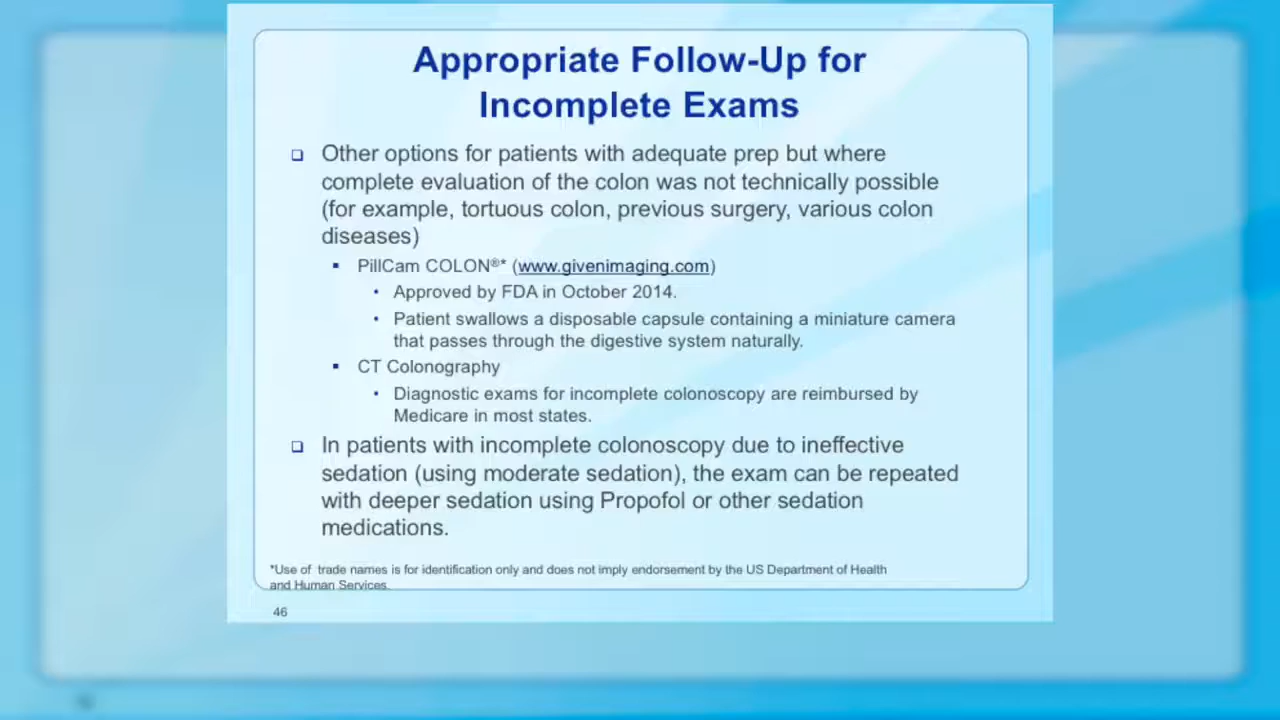 Appropriate Follow-Up for
Incomplete Exams
❑ Other options for patients with adequate prep but where
complete evaluation of the colon was not technically possible
(for example, tortuous colon, previous surgery, various colon
diseases)
▪ PillCam COLON®* (www.givenimaging.com)
• Approved by FDA in October 2014.
• Patient swallows a disposable capsule containing a miniature camera
that passes through the digestive system naturally.
▪ CT Colonography
• Diagnostic exams for incomplete colonoscopy are reimbursed by
Medicare in most states.
❑ In patients with incomplete colonoscopy due to ineffective
sedation (using moderate sedation), the exam can be repeated
with deeper sedation using Propofol or other sedation
medications.
*Use of trade names is for identification only and does not imply endorsement by the US Department of Health
and Human Services.
46